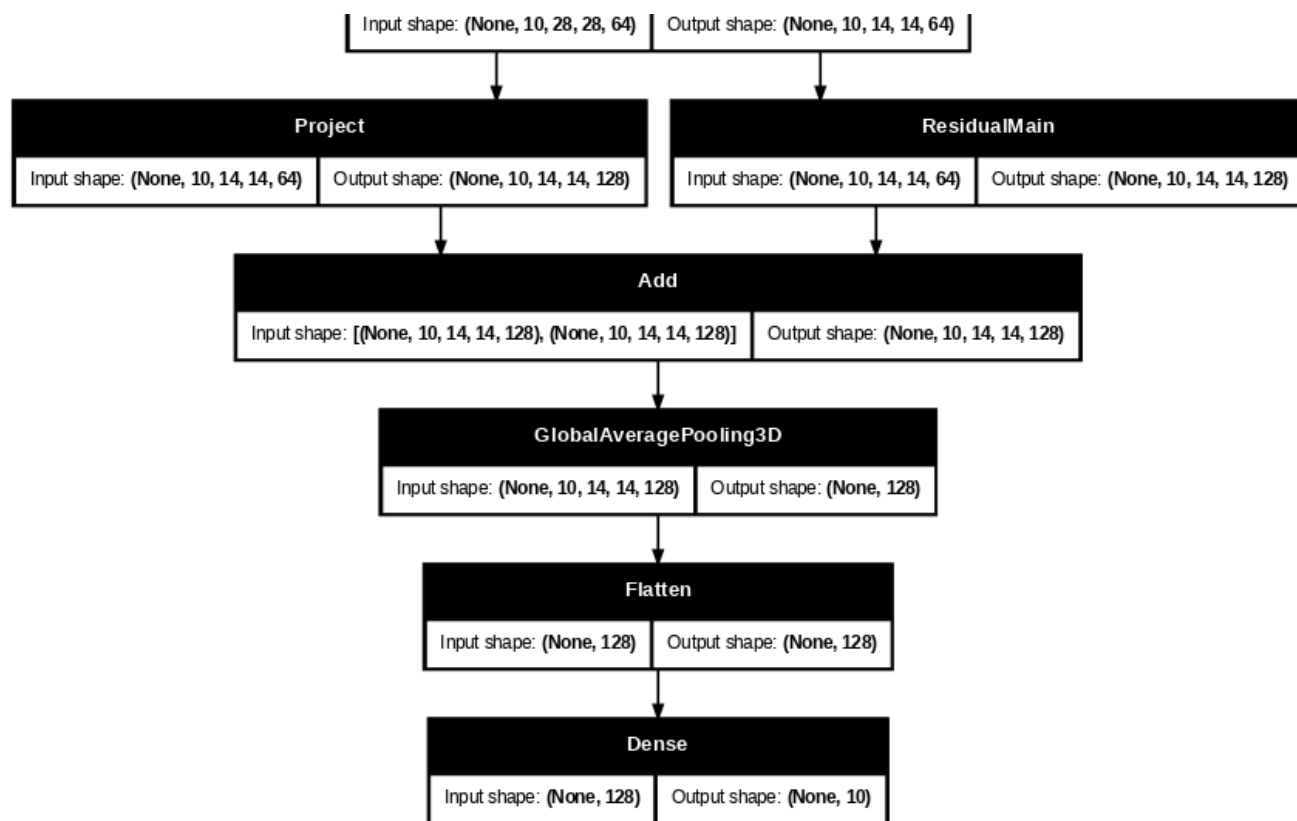 Input shape: (None, 10, 28, 28, 64) Output shape: (None, 10, 14, 14, 64)
Project
Input shape: (None, 10, 14, 14, 64) Output shape: (None, 10, 14, 14, 128)
ResidualMain
Input shape: (None, 10, 14, 14, 64) Output shape: (None, 10, 14, 14, 128)
Add
Input shape: [(None, 10, 14, 14, 128), (None, 10, 14, 14, 128)] Output shape: (None, 10, 14, 14, 128)
GlobalAveragePooling3D
Input shape: (None, 10, 14, 14, 128) Output shape: (None, 128)
Flatten
Input shape: (None, 128) Output shape: (None, 128)
Dense
Input shape: (None, 128) Output shape: (None, 10)